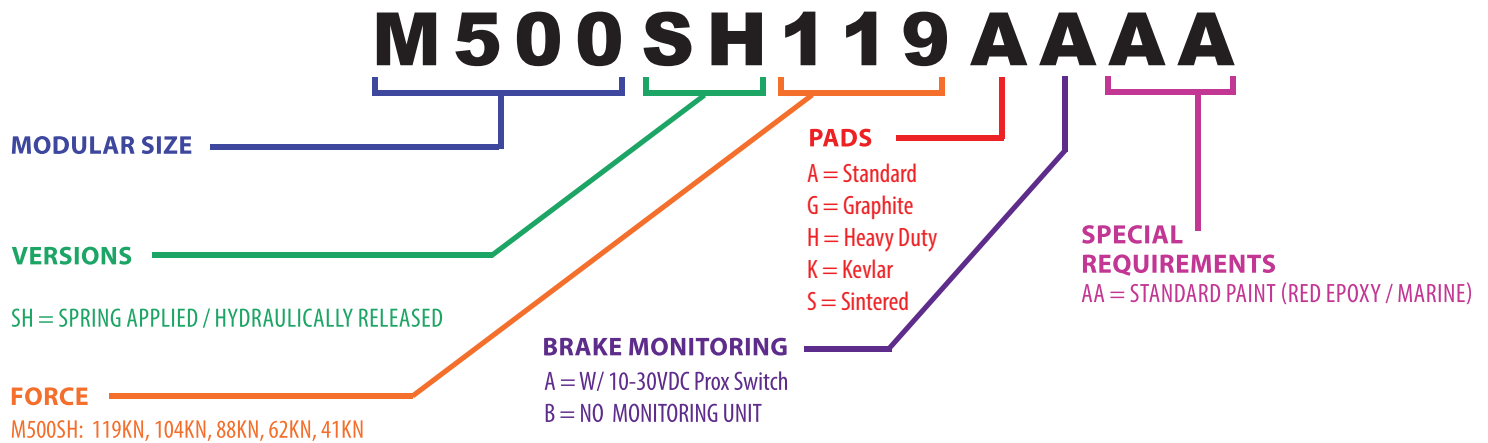 M500SH119AAAA
MODULAR SIZE
VERSIONS
SH = SPRING APPLIED / HYDRAULICALLY RELEASED
FORCE
M500SH: 119KN, 104KN, 88KN, 62KN, 41KN
PADS
A = Standard
G = Graphite
H = Heavy Duty
K = Kevlar
S = Sintered
BRAKE MONITORING
A = W/ 10-30VDC Prox Switch
B = NO MONITORING UNIT
SPECIAL
REQUIREMENTS
AA = STANDARD PAINT (RED EPOXY / MARINE)